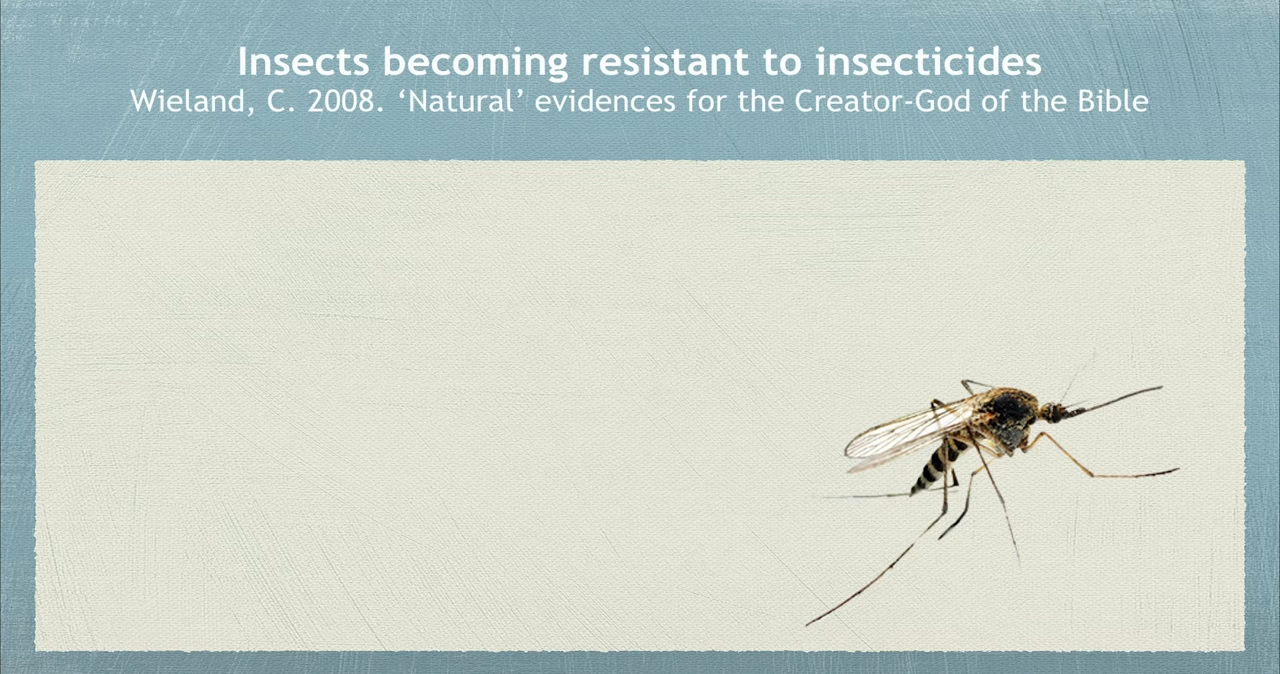 Insects becoming resistant to insecticides
Wieland, C. 2008. ‘Natural’ evidences for the Creator-God of the Bible